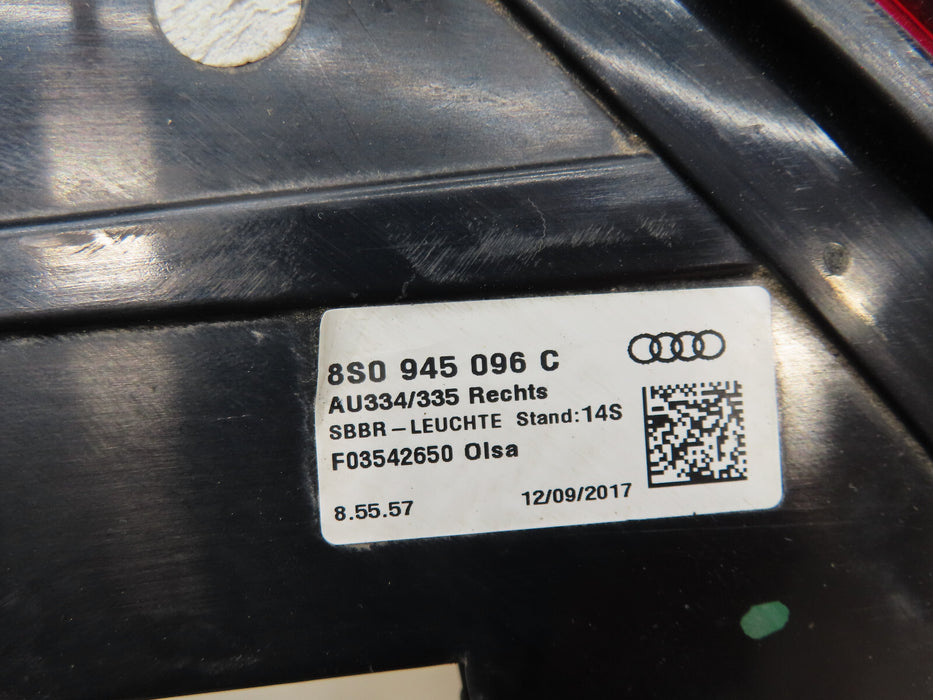 8S0 945 096 C
AU334/335 Rechts
SBBR-LEUCHTE Stand:14S
F03542650 Olsa
8.55.57 12/09/2017